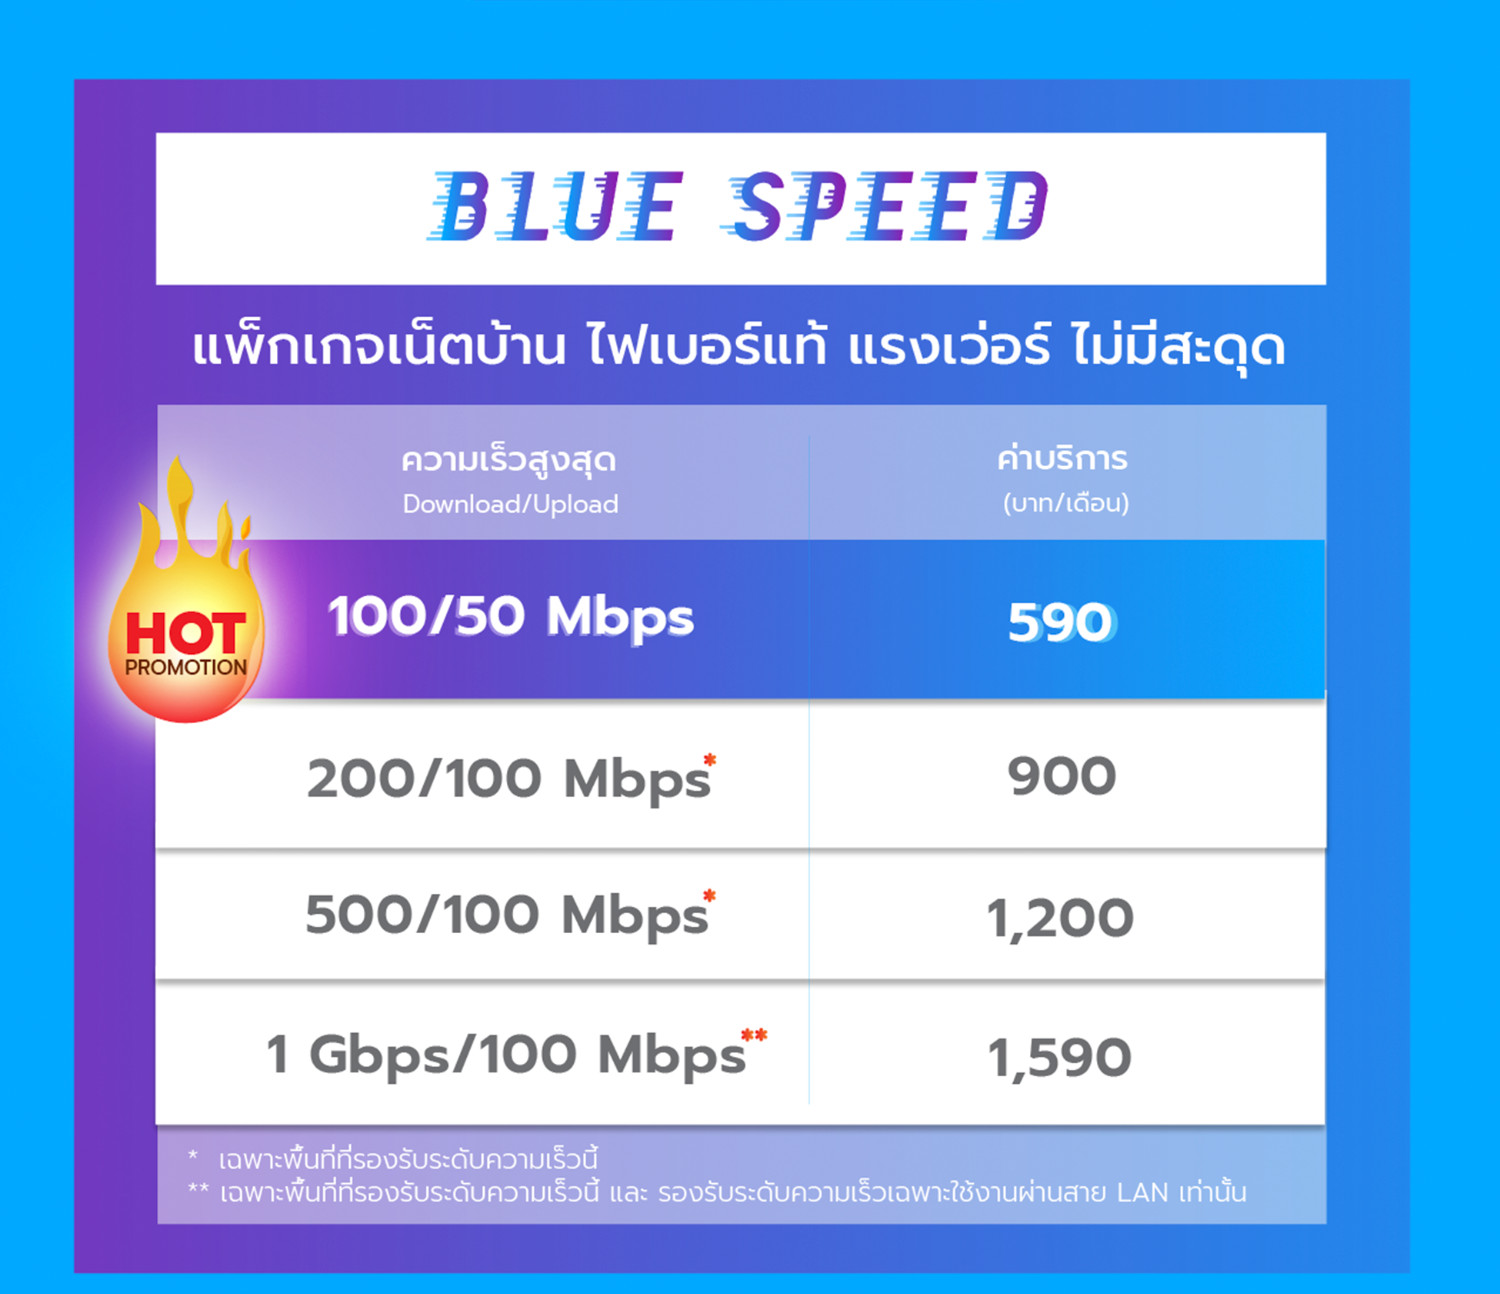 BLUE SPEED
แพ็กเกจเน็ตบ้าน ไฟเบอร์แท้ แรงเว่อร์ ไม่มีสะดุด
ความเร็วสูงสุด ค่าบริการ
Download/Upload (บาท/เดือน)
HOT
PROMOTION
100/50 Mbps 590
200/100 Mbps* 900
500/100 Mbps* 1,200
1 Gbps/100 Mbps** 1,590
* เฉพาะพื้นที่ที่รองรับระดับความเร็วนี้
** เฉพาะพื้นที่ที่รองรับระดับความเร็วนี้ และ รองรับระดับความเร็วเฉพาะใช้งานผ่านสาย LAN เท่านั้น